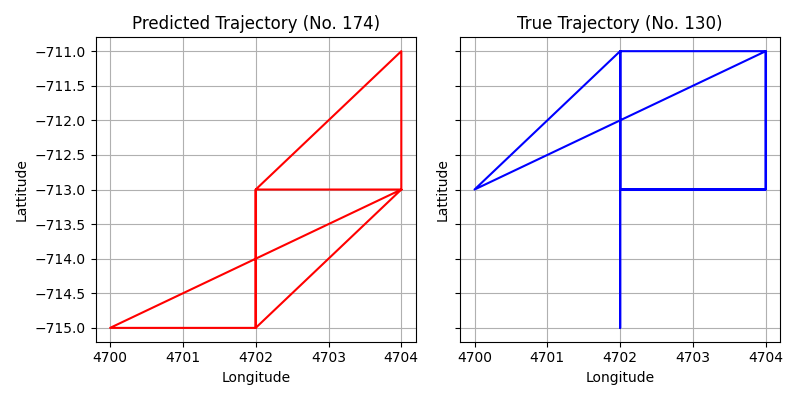 Predicted Trajectory (No. 174)
True Trajectory (No. 130)
Lattitude
−711.0
−711.5
−712.0
−712.5
−713.0
−713.5
−714.0
−714.5
−715.0
4700 4701 4702 4703 4704
Longitude
Lattitude
4700 4701 4702 4703 4704
Longitude